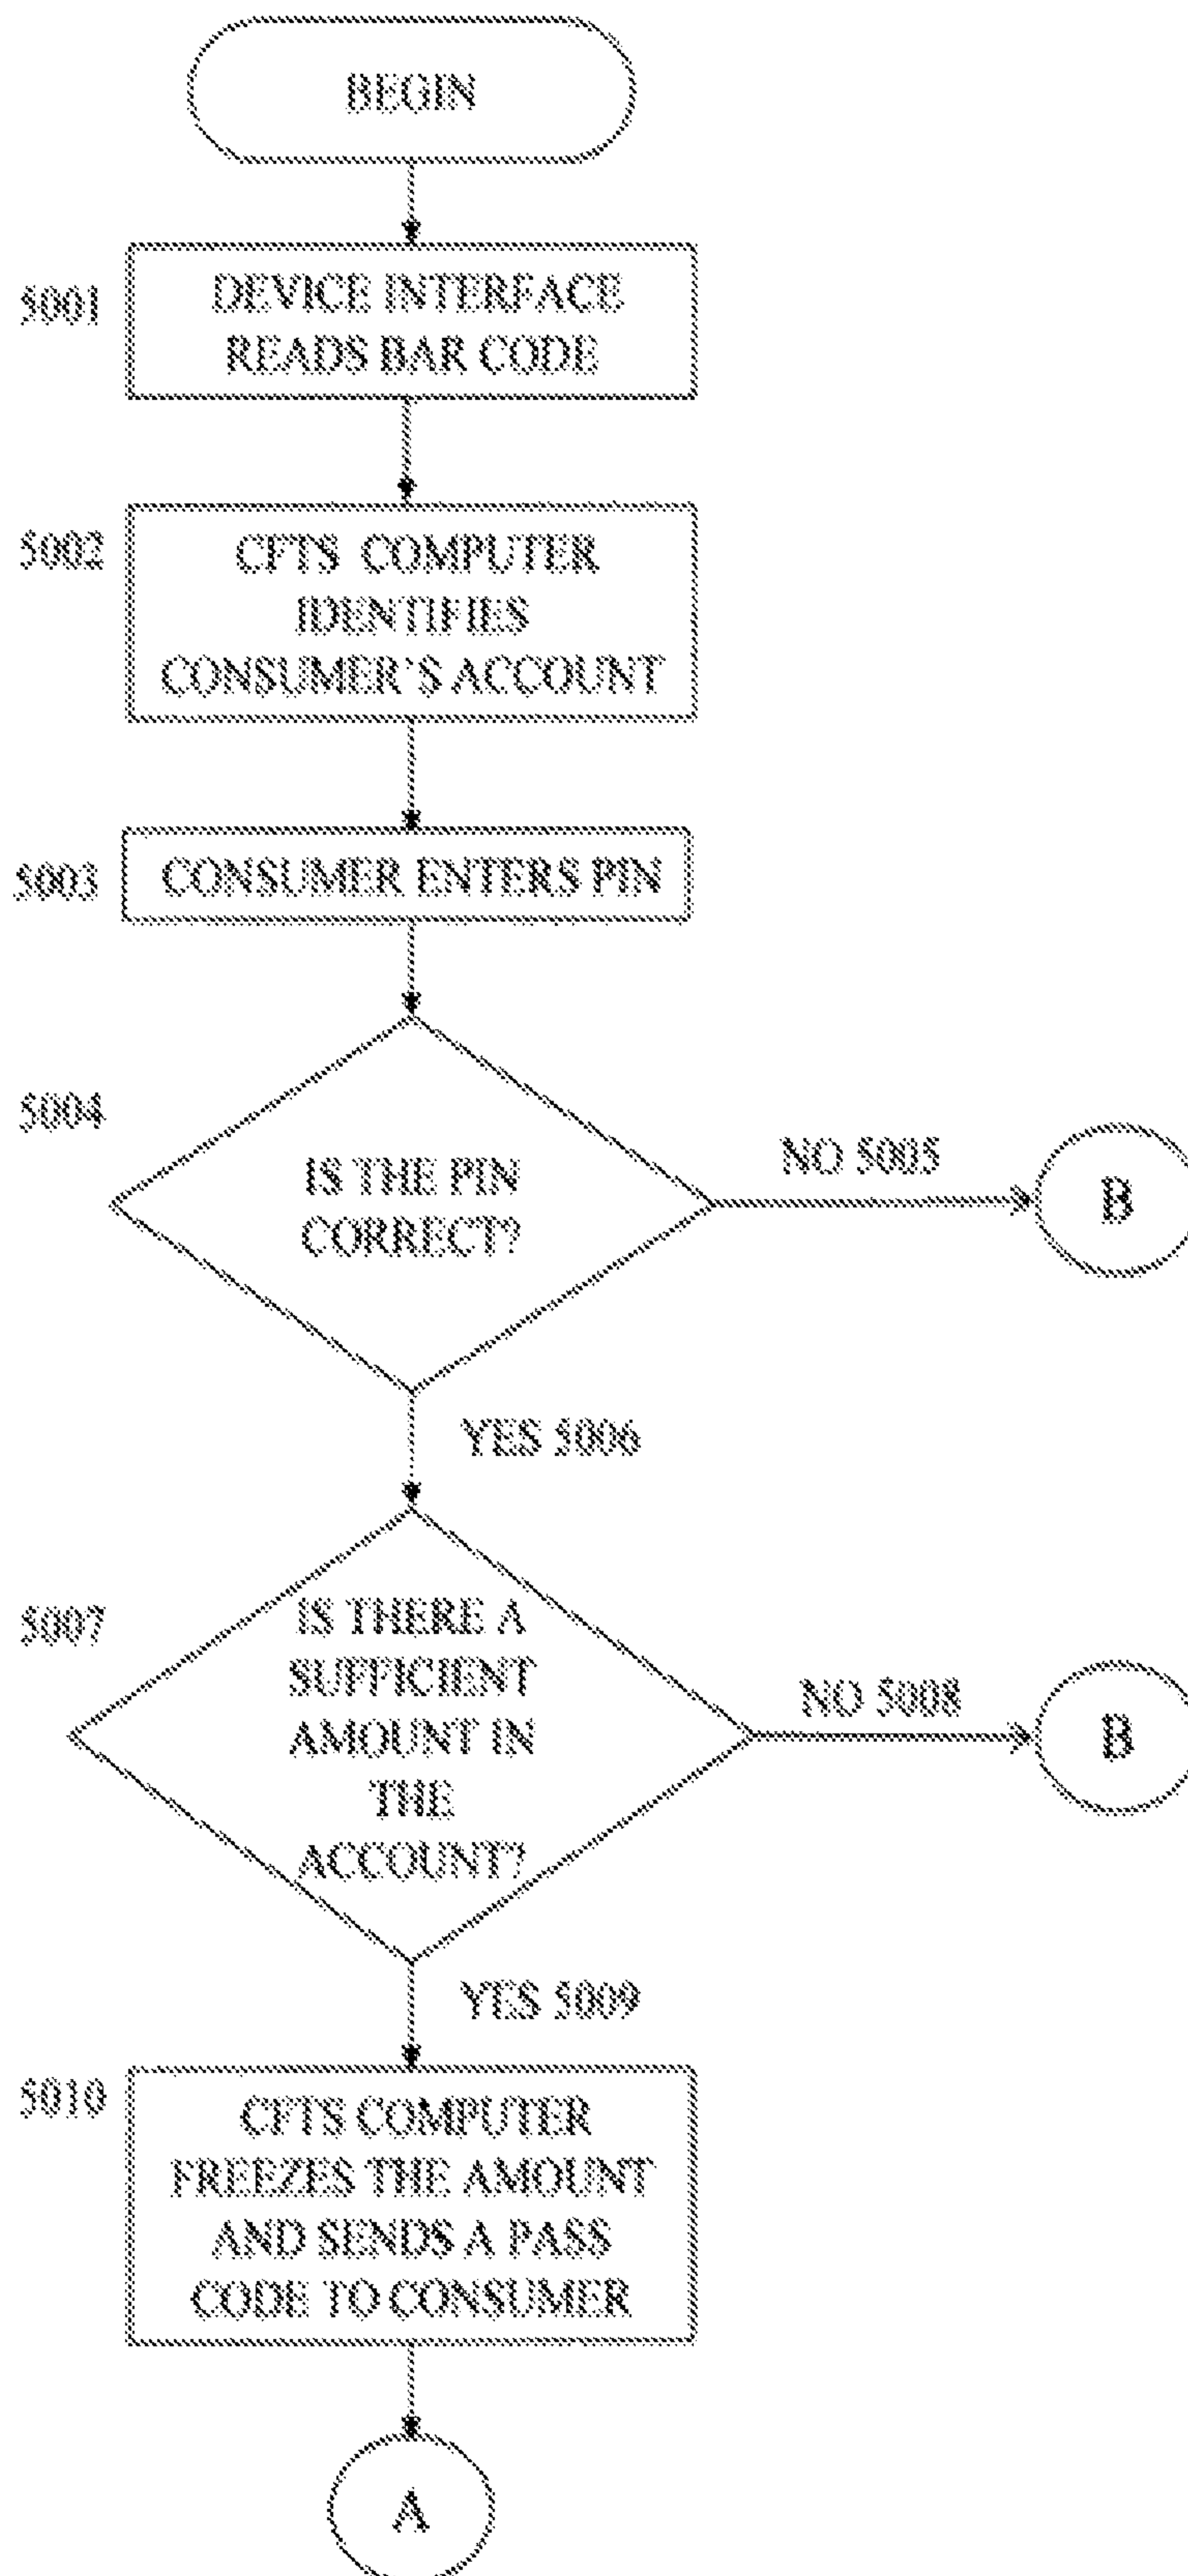 BEGIN
5001
DEVICE INTERFACE
READS BAR CODE
5002
CFTS COMPUTER
IDENTIFIES
CONSUMER'S ACCOUNT
5003
CONSUMER ENTERS PIN
5004
IS THE PIN
CORRECT?
NO 5005
B
YES 5006
5007
IS THERE A
SUFFICIENT
AMOUNT IN
THE
ACCOUNT?
NO 5008
B
YES 5009
5010
CFTS COMPUTER
FREEZES THE AMOUNT
AND SENDS A PASS
CODE TO CONSUMER
A